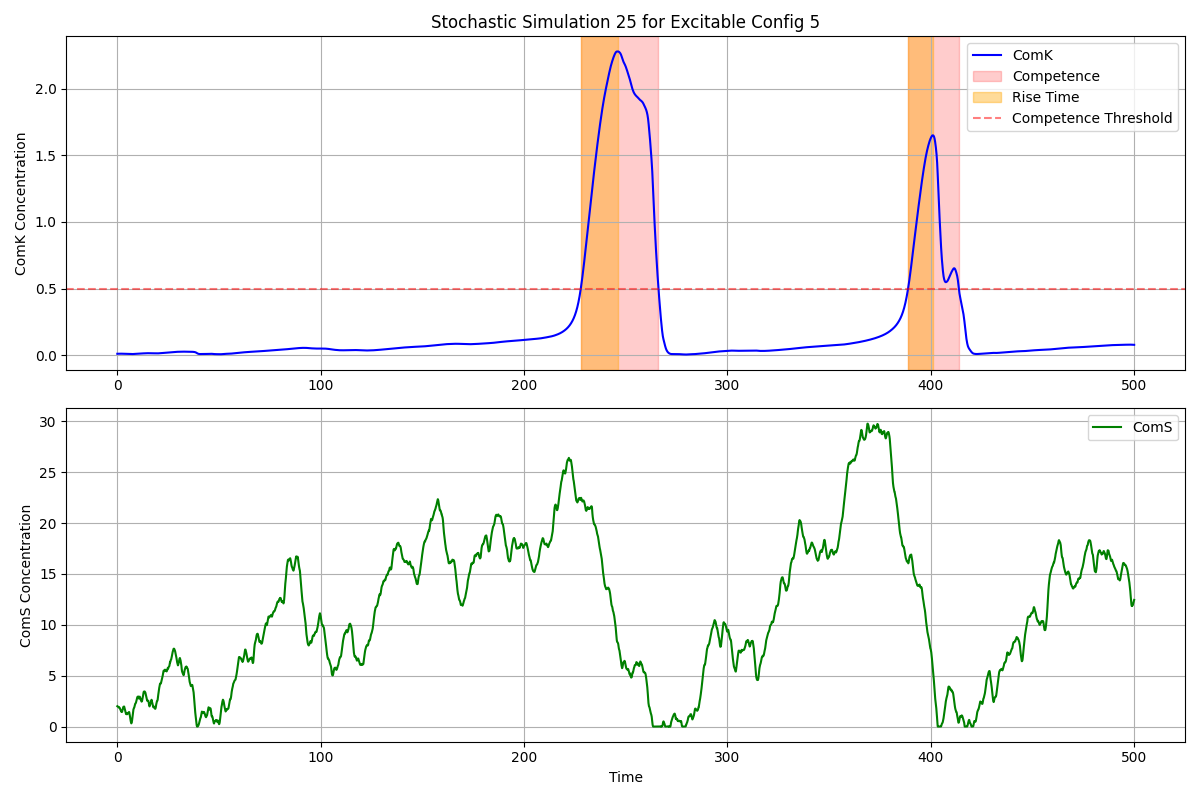 Stochastic Simulation 25 for Excitable Config 5
ComK Concentration
2.0
1.5
1.0
0.5
0.0
ComK
Competence
Rise Time
Competence Threshold
0 100 200 300 400 500
ComS Concentration
30
25
20
15
10
5
0
ComS
0 100 200 300 400 500
Time